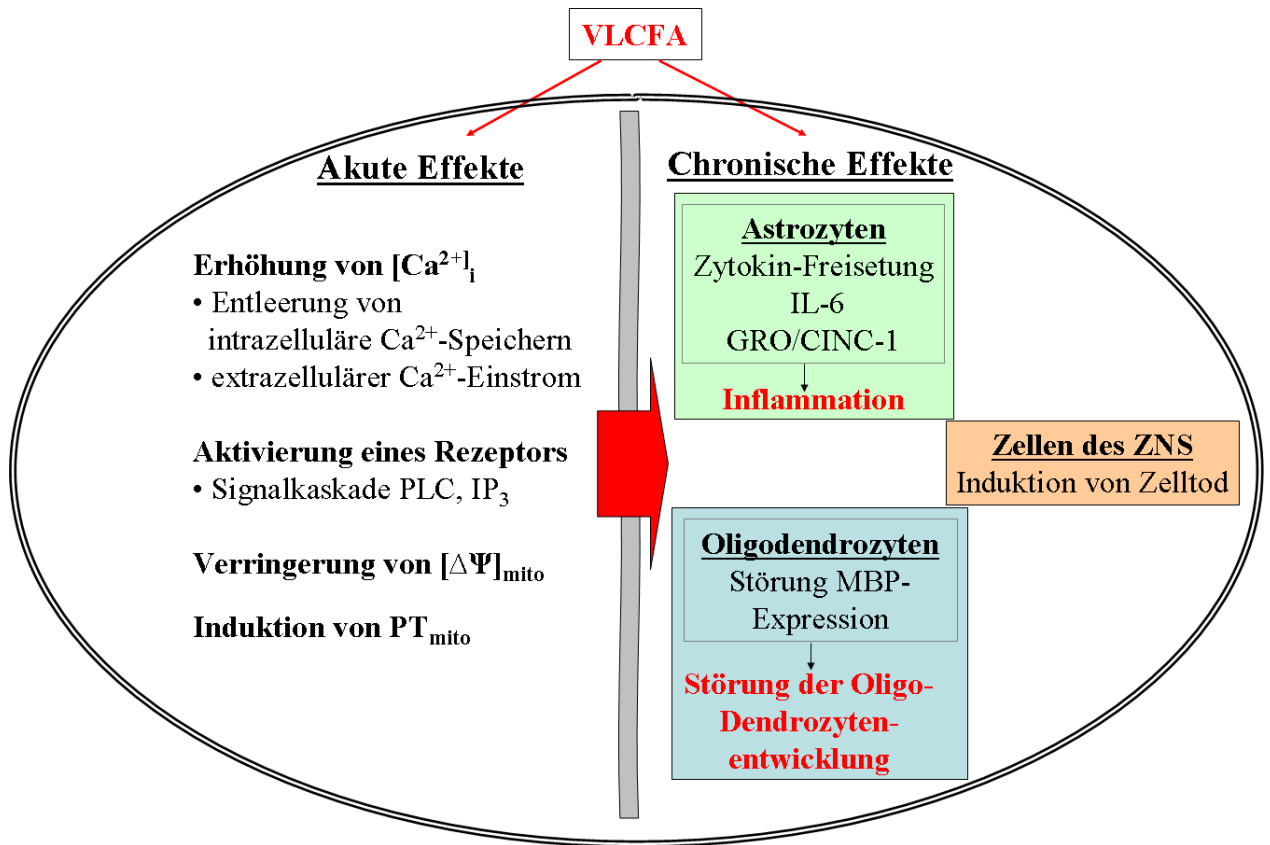 VLCFA
Akute Effekte
Erhöhung von [Ca²⁺]ᵢ
• Entleerung von
intrazelluläre Ca²⁺-Speichern
• extrazellulärer Ca²⁺-Einstrom
Aktivierung eines Rezeptors
• Signalkaskade PLC, IP₃
Verringerung von [ΔΨ]mito
Induktion von PTmito
Chronische Effekte
Astrozyten
Zytokin-Freisetung
IL-6
GRO/CINC-1
Inflammation
Zellen des ZNS
Induktion von Zelltod
Oligodendrozyten
Störung MBP-
Expression
Störung der Oligo-
Dendrozyten-
entwicklung